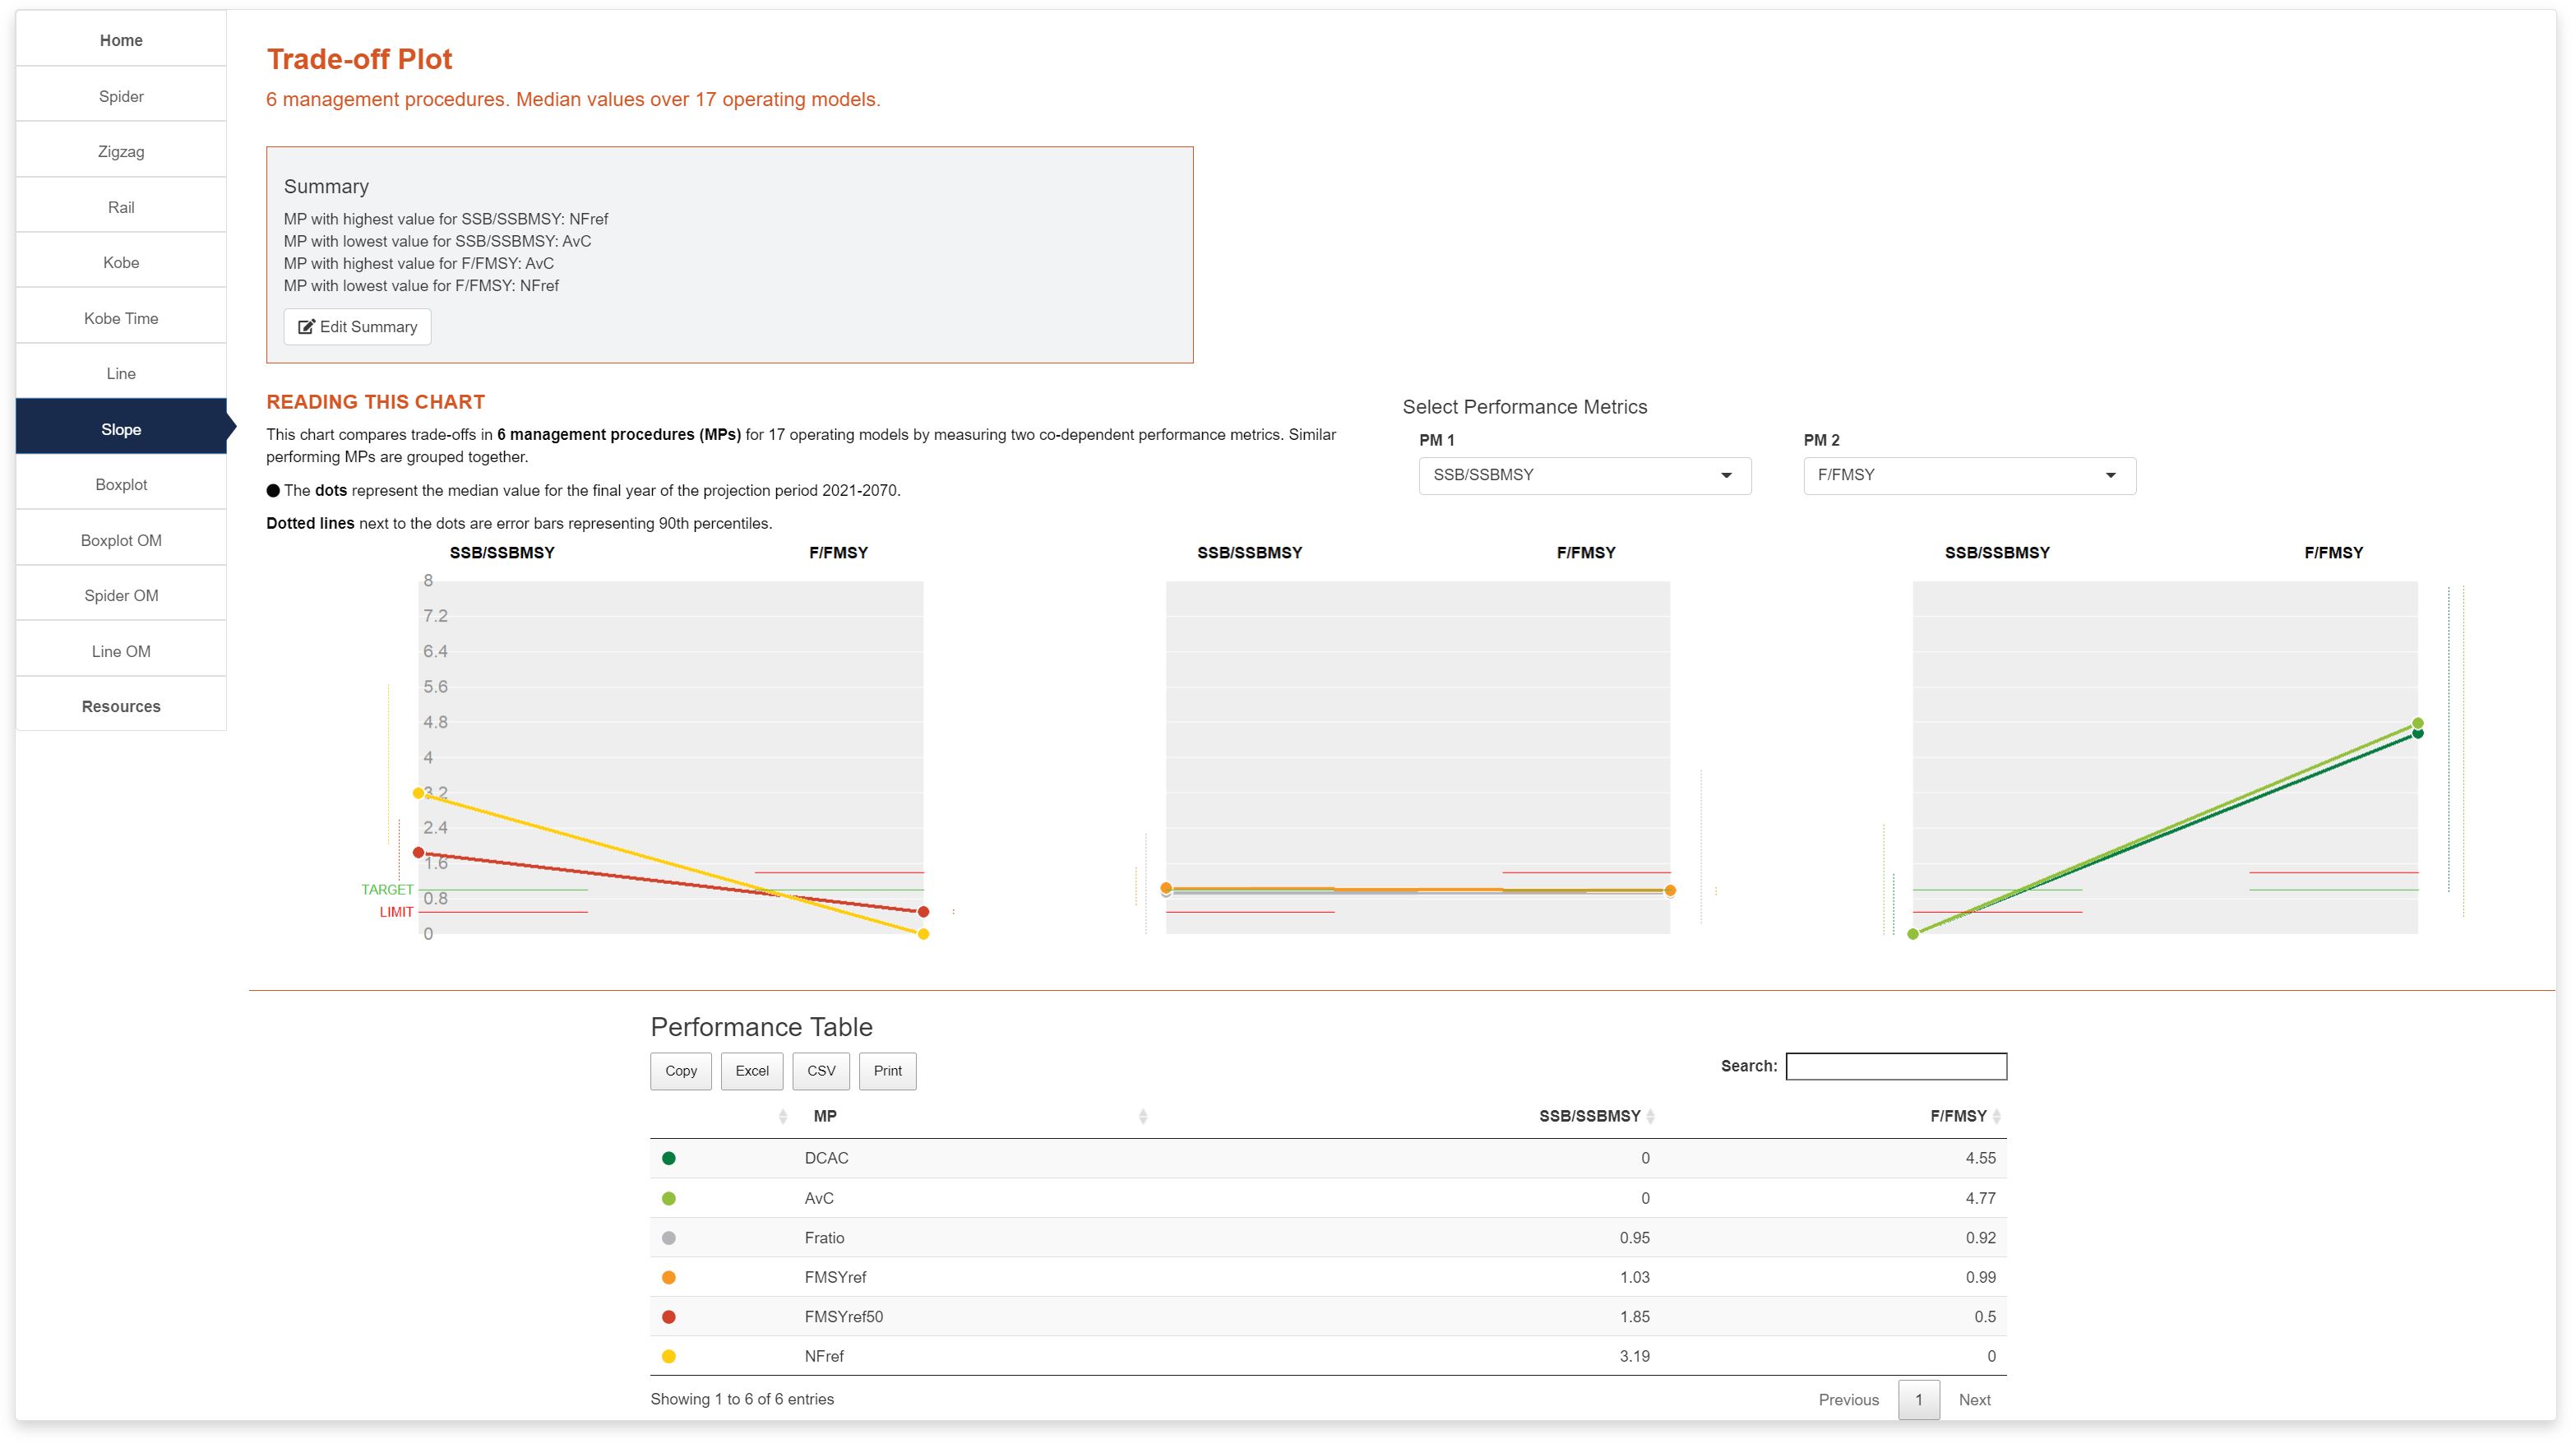 Home
Spider
Zigzag
Rail
Kobe
Kobe Time
Line
Slope
Boxplot
Boxplot OM
Spider OM
Line OM
Resources
Trade-off Plot
6 management procedures. Median values over 17 operating models.
Summary
MP with highest value for SSB/SSBMSY: NFref
MP with lowest value for SSB/SSBMSY: AvC
MP with highest value for F/FMSY: AvC
MP with lowest value for F/FMSY: NFref
Edit Summary
READING THIS CHART
This chart compares trade-offs in 6 management procedures (MPs) for 17 operating models by measuring two co-dependent performance metrics. Similar
performing MPs are grouped together.
The dots represent the median value for the final year of the projection period 2021-2070.
Dotted lines next to the dots are error bars representing 90th percentiles.
Select Performance Metrics
PM 1 PM 2
SSB/SSBMSY F/FMSY
SSB/SSBMSY F/FMSY SSB/SSBMSY F/FMSY SSB/SSBMSY F/FMSY
8
7.2
6.4
5.6
4.8
4
3.2
2.4
1.6
TARGET
0.8
LIMIT
0
Performance Table
Copy Excel CSV Print Search:
MP SSB/SSBMSY F/FMSY
DCAC 0 4.55
AvC 0 4.77
Fratio 0.95 0.92
FMSYref 1.03 0.99
FMSYref50 1.85 0.5
NFref 3.19 0
Showing 1 to 6 of 6 entries Previous 1 Next